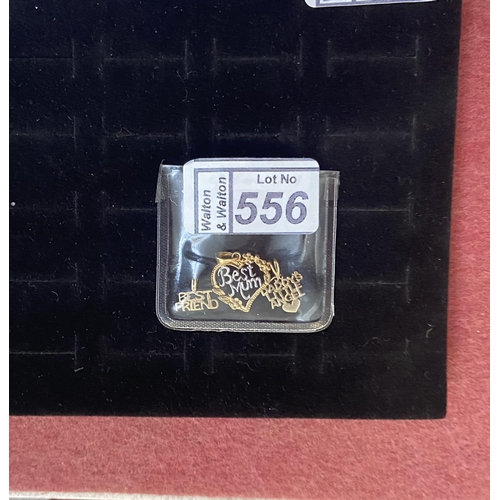 Walton
& Walton
Lot No
556
Best
Mum
BEST
FRIEND